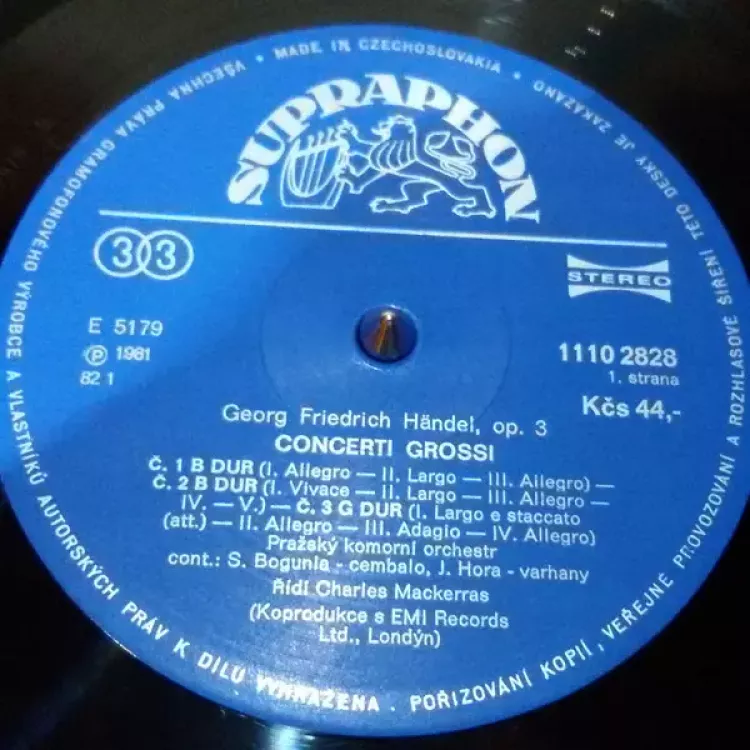 SUPRAPHON
33
STEREO
E 5179
Ⓟ 1981
82 1
1110 2828
1. strana
Kčs 44,-
Georg Friedrich Händel, op. 3
CONCERTI GROSSI
Č. 1 B DUR (I. Allegro — II. Largo — III. Allegro) —
Č. 2 B DUR (I. Vivace — II. Largo — III. Allegro —
IV. — V.) — Č. 3 G DUR (I. Largo e staccato
(att.) — II. Allegro — III. Adagio — IV. Allegro)
Pražský komorní orchestr
cont.: S. Bogunia - cembalo, J. Hora - varhany
Řídí Charles Mackerras
(Koprodukce s EMI Records
Ltd., Londýn)
MADE IN CZECHOSLOVAKIA • VŠECHNA PRÁVA GRAMOFONOVÉHO VÝROBCE A VLASTNÍKŮ AUTORSKÝCH PRÁV K DÍLU VYHRAZENA. POŘIZOVÁNÍ KOPIÍ, VEŘEJNÉ PROVOZOVÁNÍ A ROZHLASOVÉ ŠÍŘENÍ TÉTO DESKY JE ZAKÁZÁNO •